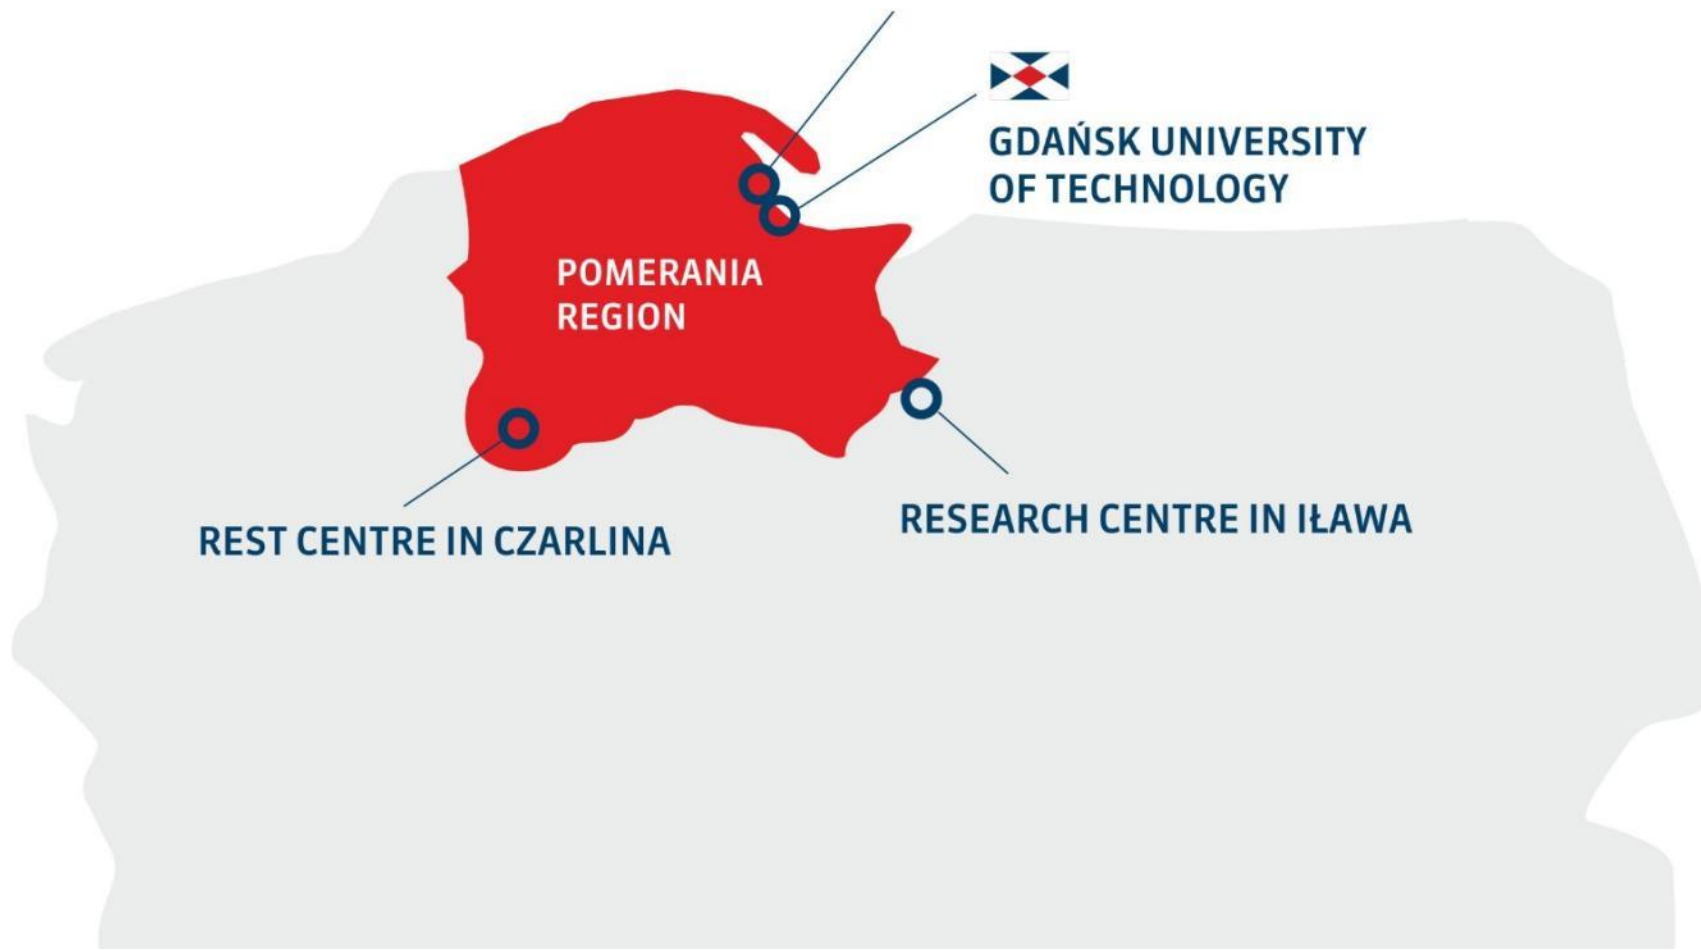 GDAŃSK UNIVERSITY
OF TECHNOLOGY
POMERANIA
REGION
REST CENTRE IN CZARLINA
RESEARCH CENTRE IN IŁAWA